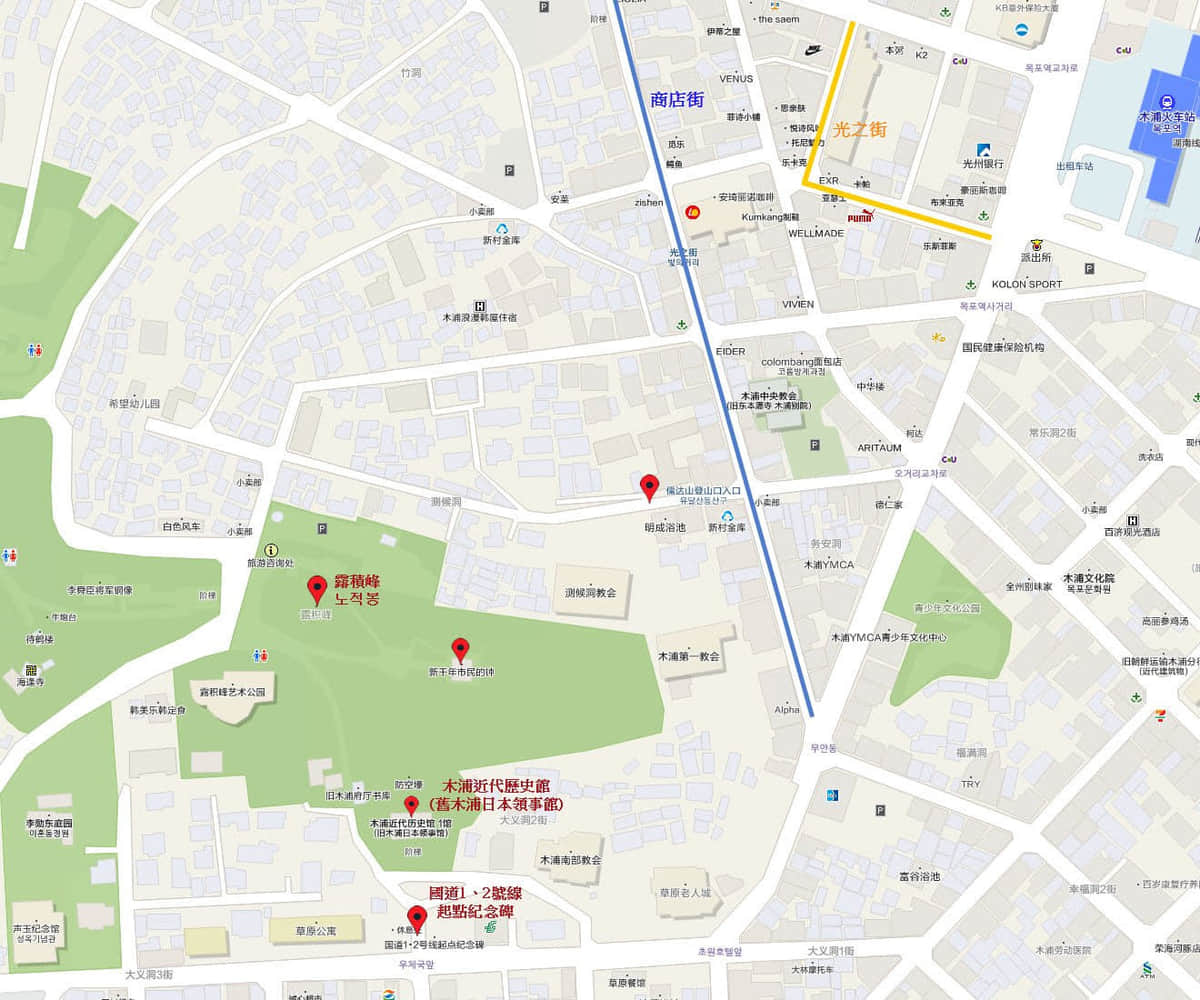 KB意外保险大厦
the saem
阶梯
伊蒂之屋
本粥
K2
CU
CU
목포역교차로
竹洞
VENUS
商店街
思亲肤
木浦火车站
목포역
菲诗小铺
悦诗风
光之街
托尼魅力
湖南线
觅乐
鳄鱼
乐卡克
光州银行
出租车站
EXR
卡帕
豪丽斯咖啡
安莱
zishen
安琦丽诺咖啡
布来亚克
小卖部
Kumkang制鞋
PUMA
新村金库
WELLMADE
乐斯菲斯
光之街
빛의거리
派出所
KOLON SPORT
VIVIEN
목포역사거리
木浦浪漫韩屋住宿
EIDER
国民健康保险机构
colombang面包店
코롬방제과점
中华楼
希望幼儿园
木浦中央教会
(旧东本愿寺 木浦别院)
柯达
常乐洞2街
ARITAUM
CU
洗衣店
오거리교차로
小卖部
儒达山登山口入口
유달산등산구
测候洞
小卖部
德仁家
小卖部
白色风车
小卖部
明成浴池
新村金库
百济观光酒店
务安洞
旅游咨询处
木浦YMCA
露積峰
노적봉
测候洞教会
全州别味家
木浦文化院
목포문화원
李舜臣将军铜像
阶梯
露积峰
青少年文化公园
牛炮台
高丽参鸡汤
待鹤楼
木浦YMCA青少年文化中心
木浦第一教会
旧朝鲜运输木浦分
(近代建筑物)
新千年市民的钟
海逢寺
露积峰艺术公园
韩美乐韩定食
Alpha
무안동
福满洞
TRY
防空壕
木浦近代歷史館
(舊木浦日本領事館)
旧木浦府厅书库
李勋东庭园
이훈동정원
木浦近代历史馆 1馆
(旧木浦日本领事馆)
大义洞2街
阶梯
木浦南部教会
富谷浴池
草原老人城
幸福洞2街
百岁康复疗养
國道1、2號線
起點紀念碑
声玉纪念馆
성옥기념관
草原公寓
休息
国道1·2号线起点纪念碑
초원호텔앞
大义洞1街
木浦劳动医院
荣海河豚店
우체국앞
大义洞3街
大林摩托车
ATM
草原餐馆